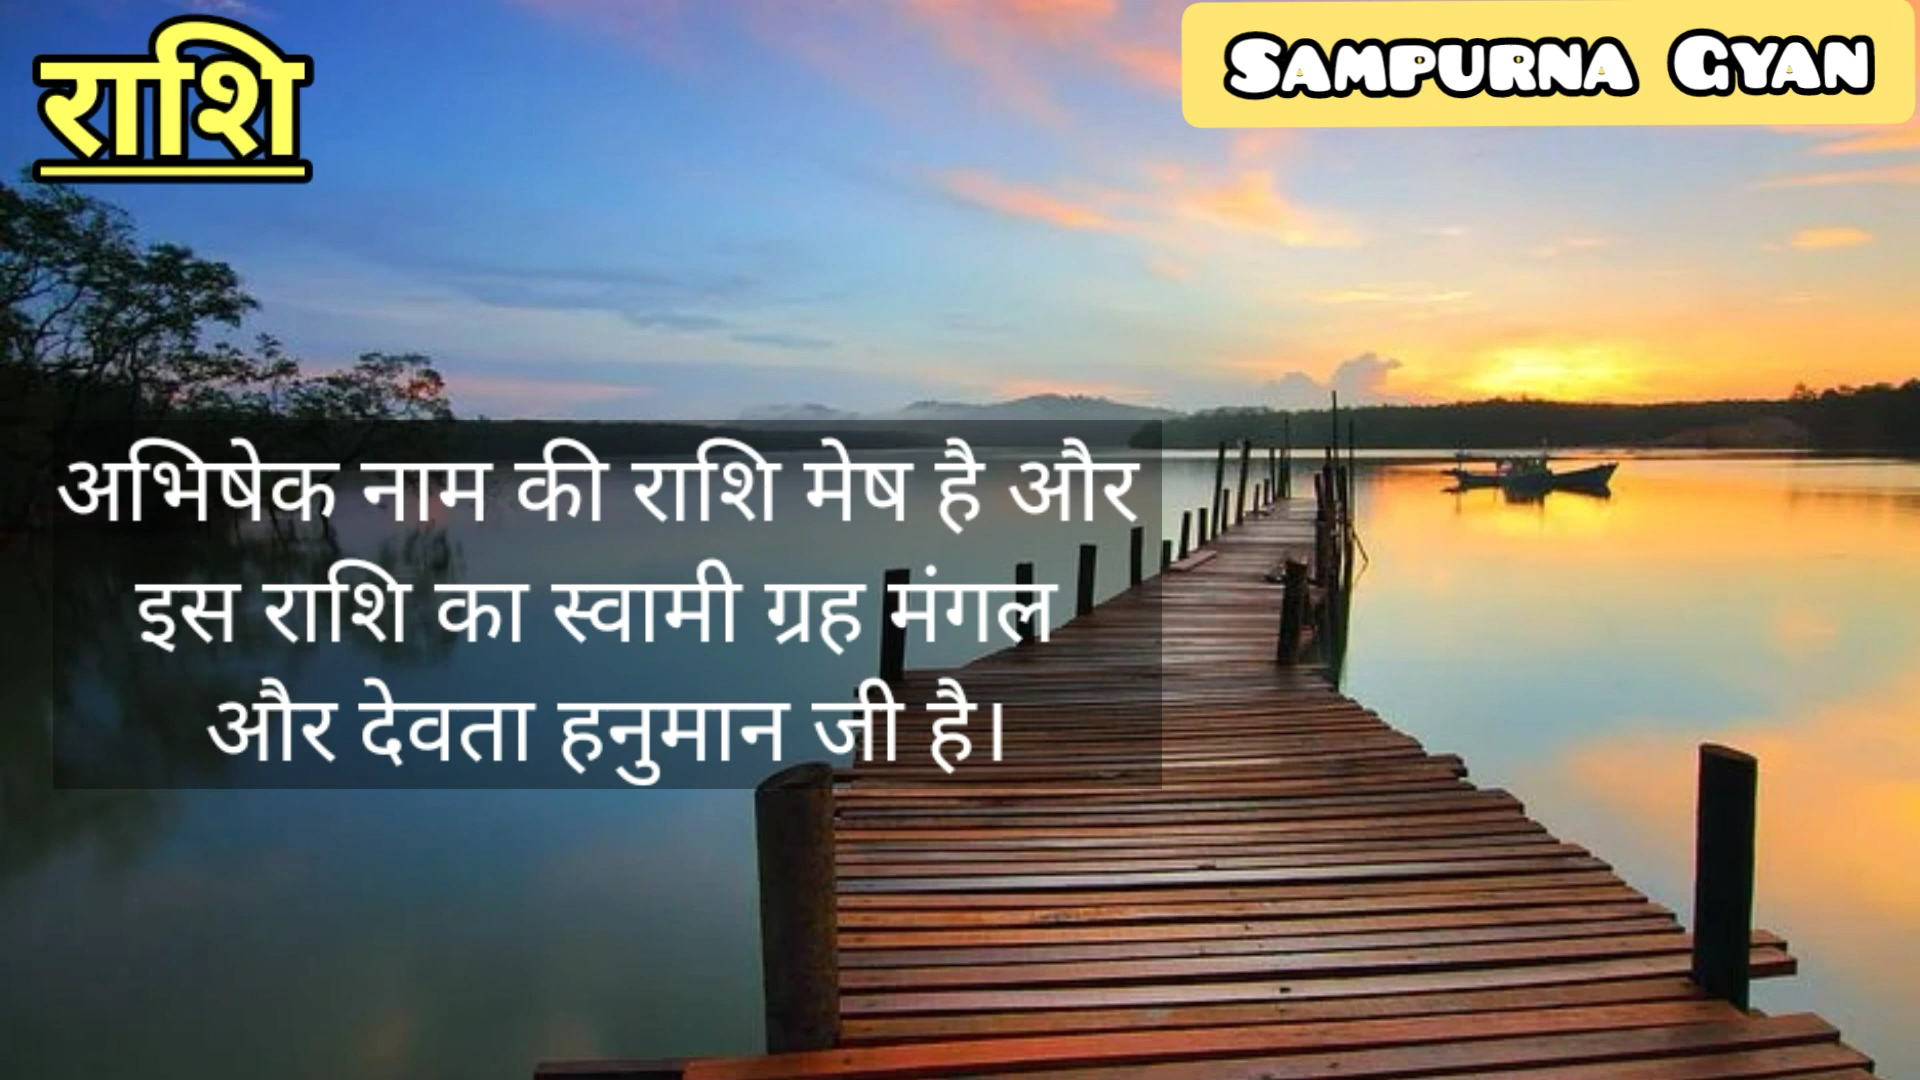 राशि
Sampurna Gyan
अभिषेक नाम की राशि मेष है और
इस राशि का स्वामी ग्रह मंगल
और देवता हनुमान जी है।